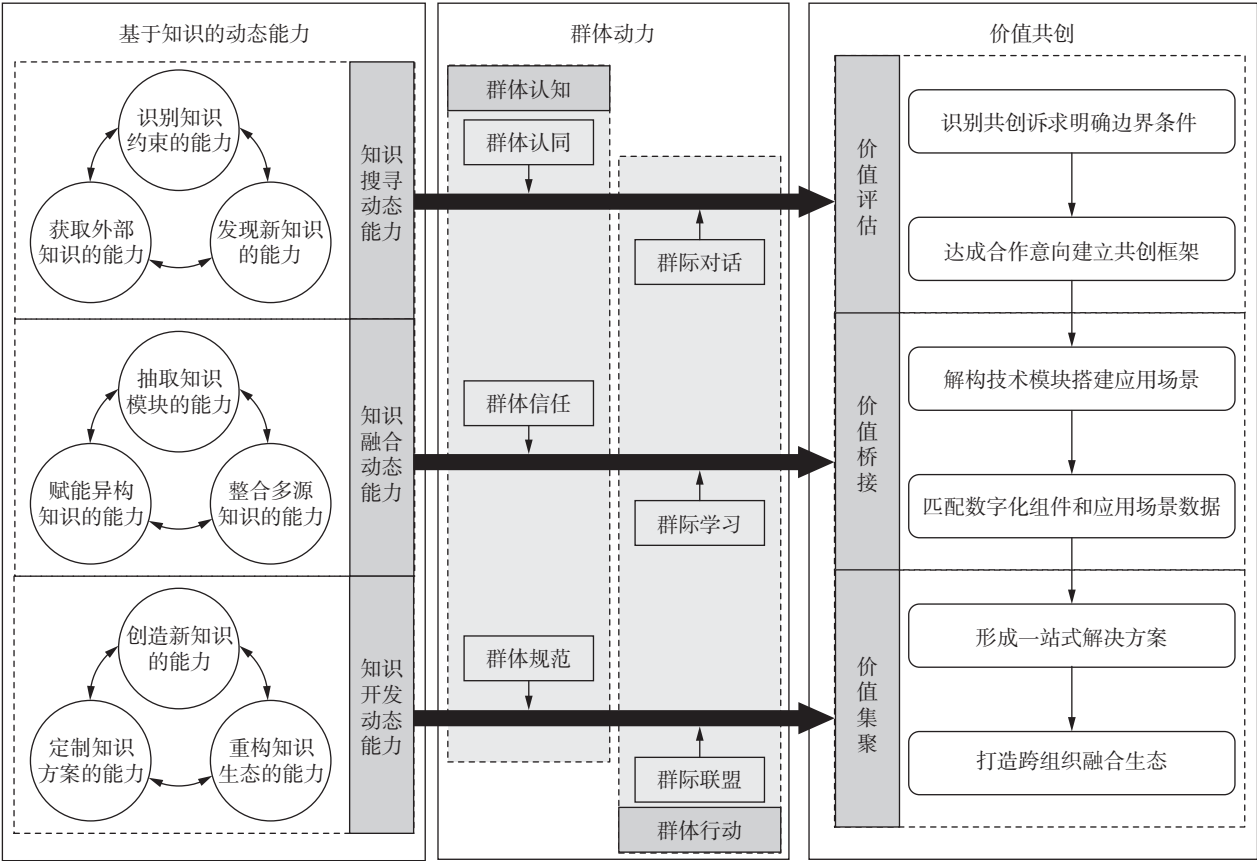 基于知识的动态能力
群体动力
价值共创
识别知识
约束的能力
获取外部
知识的能力
发现新知识
的能力
知识
搜寻
动态
能力
群体认知
群体认同
群际对话
价
值
评
估
识别共创诉求明确边界条件
达成合作意向建立共创框架
抽取知识
模块的能力
赋能异构
知识的能力
整合多源
知识的能力
知识
融合
动态
能力
群体信任
群际学习
价
值
桥
接
解构技术模块搭建应用场景
匹配数字化组件和应用场景数据
创造新知识
的能力
定制知识
方案的能力
重构知识
生态的能力
知识
开发
动态
能力
群体规范
群际联盟
群体行动
价
值
集
聚
形成一站式解决方案
打造跨组织融合生态